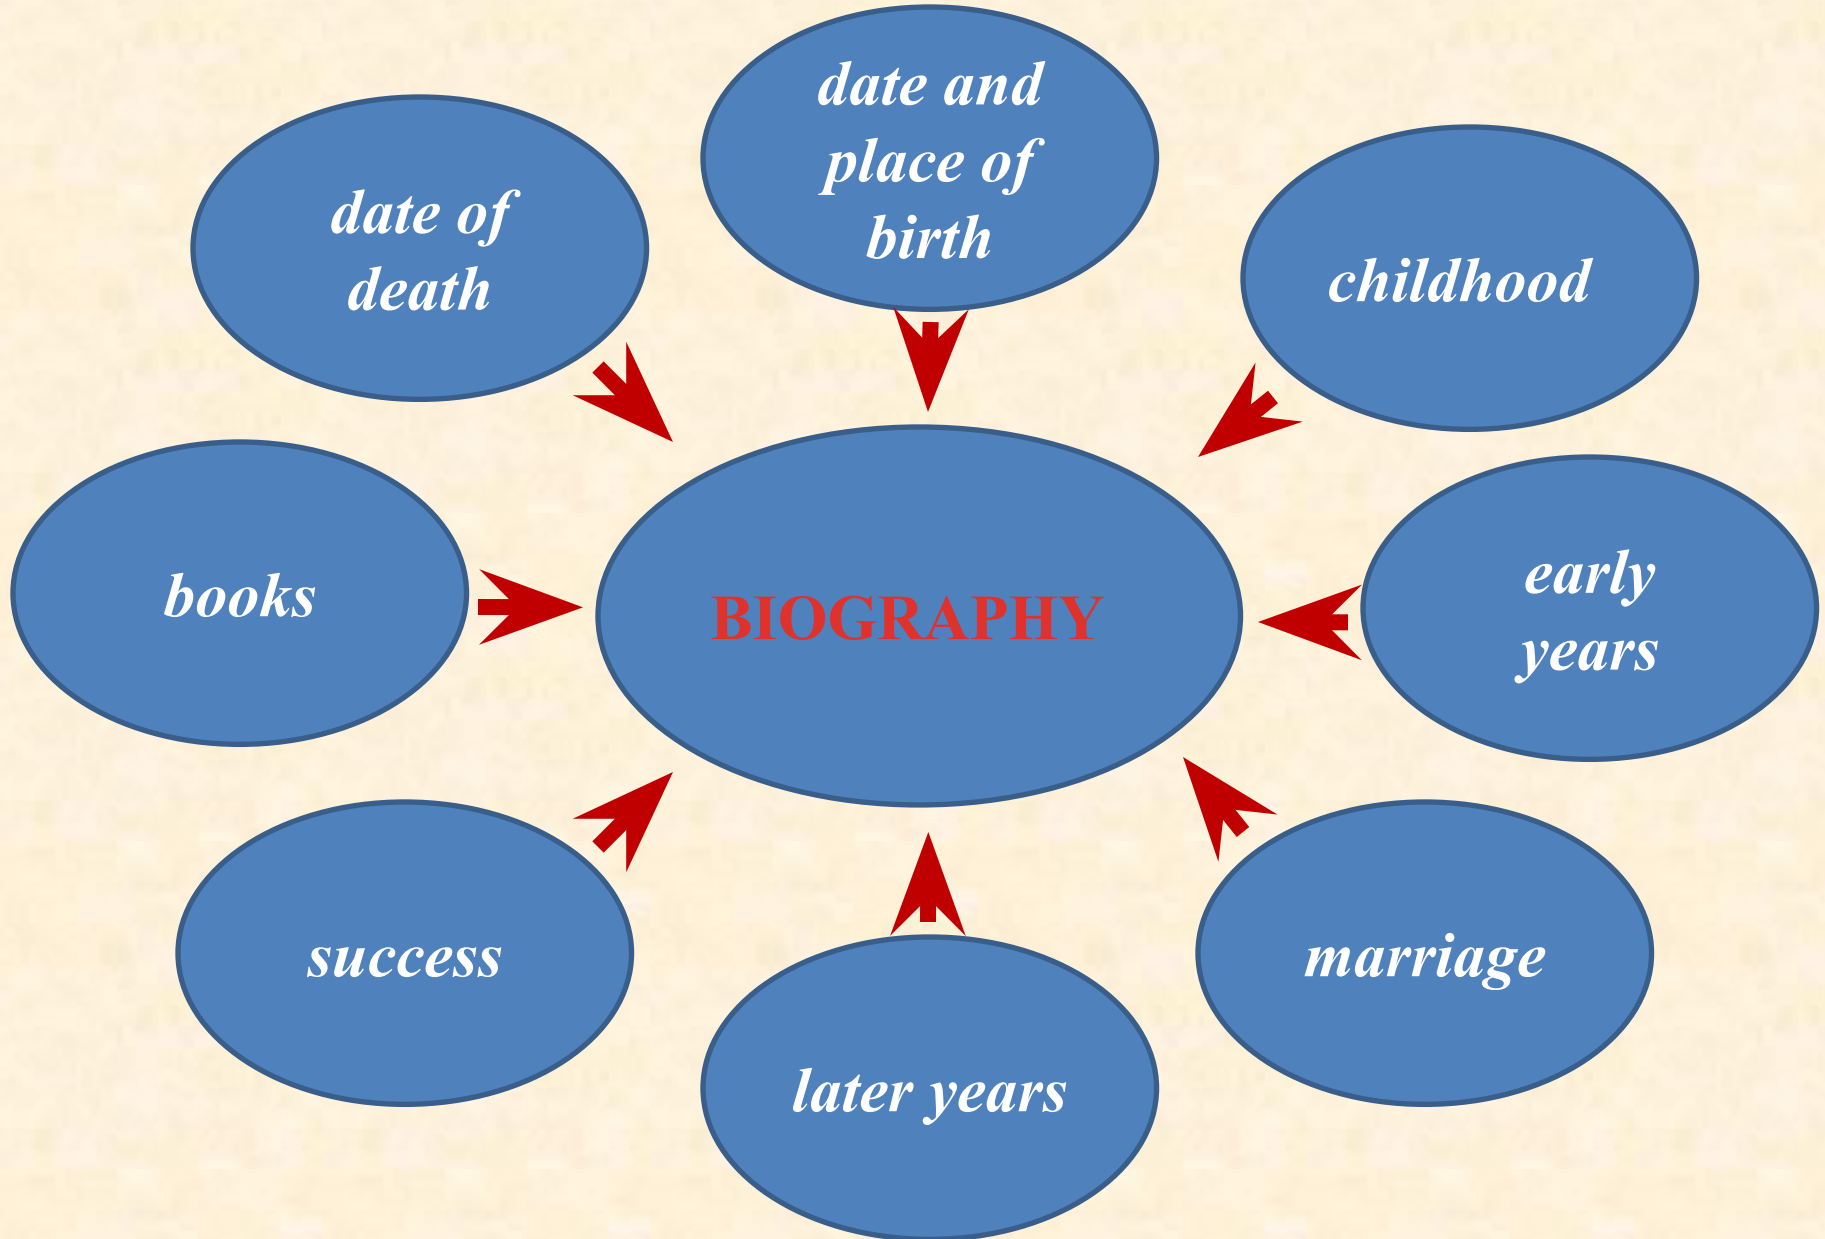 date and
place of
birth
date of
death
childhood
books
BIOGRAPHY
early
years
success
marriage
later years